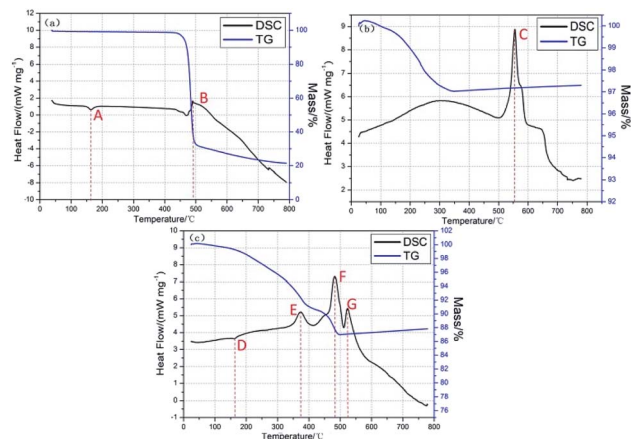 (a)
DSC
TG
A
B
Heat Flow/(mW mg⁻¹)
12
10
8
6
4
2
0
-2
-4
-6
-8
-10
0 100 200 300 400 500 600 700 800
Temperature/℃
100
80
60
40
20
0
Mass/%
(b)
DSC
TG
C
Heat Flow/(mW mg⁻¹)
9
8
7
6
5
4
3
2
0 100 200 300 400 500 600 700 800
Temperature/℃
100
99
98
97
96
95
94
93
92
Mass/%
(c)
DSC
TG
D
E
F
G
Heat Flow/(mW mg⁻¹)
10
9
8
7
6
5
4
3
2
1
0
-1
0 100 200 300 400 500 600 700 800
Temperature/℃
100
98
96
94
92
90
88
86
85
82
80
78
76
Mass/%